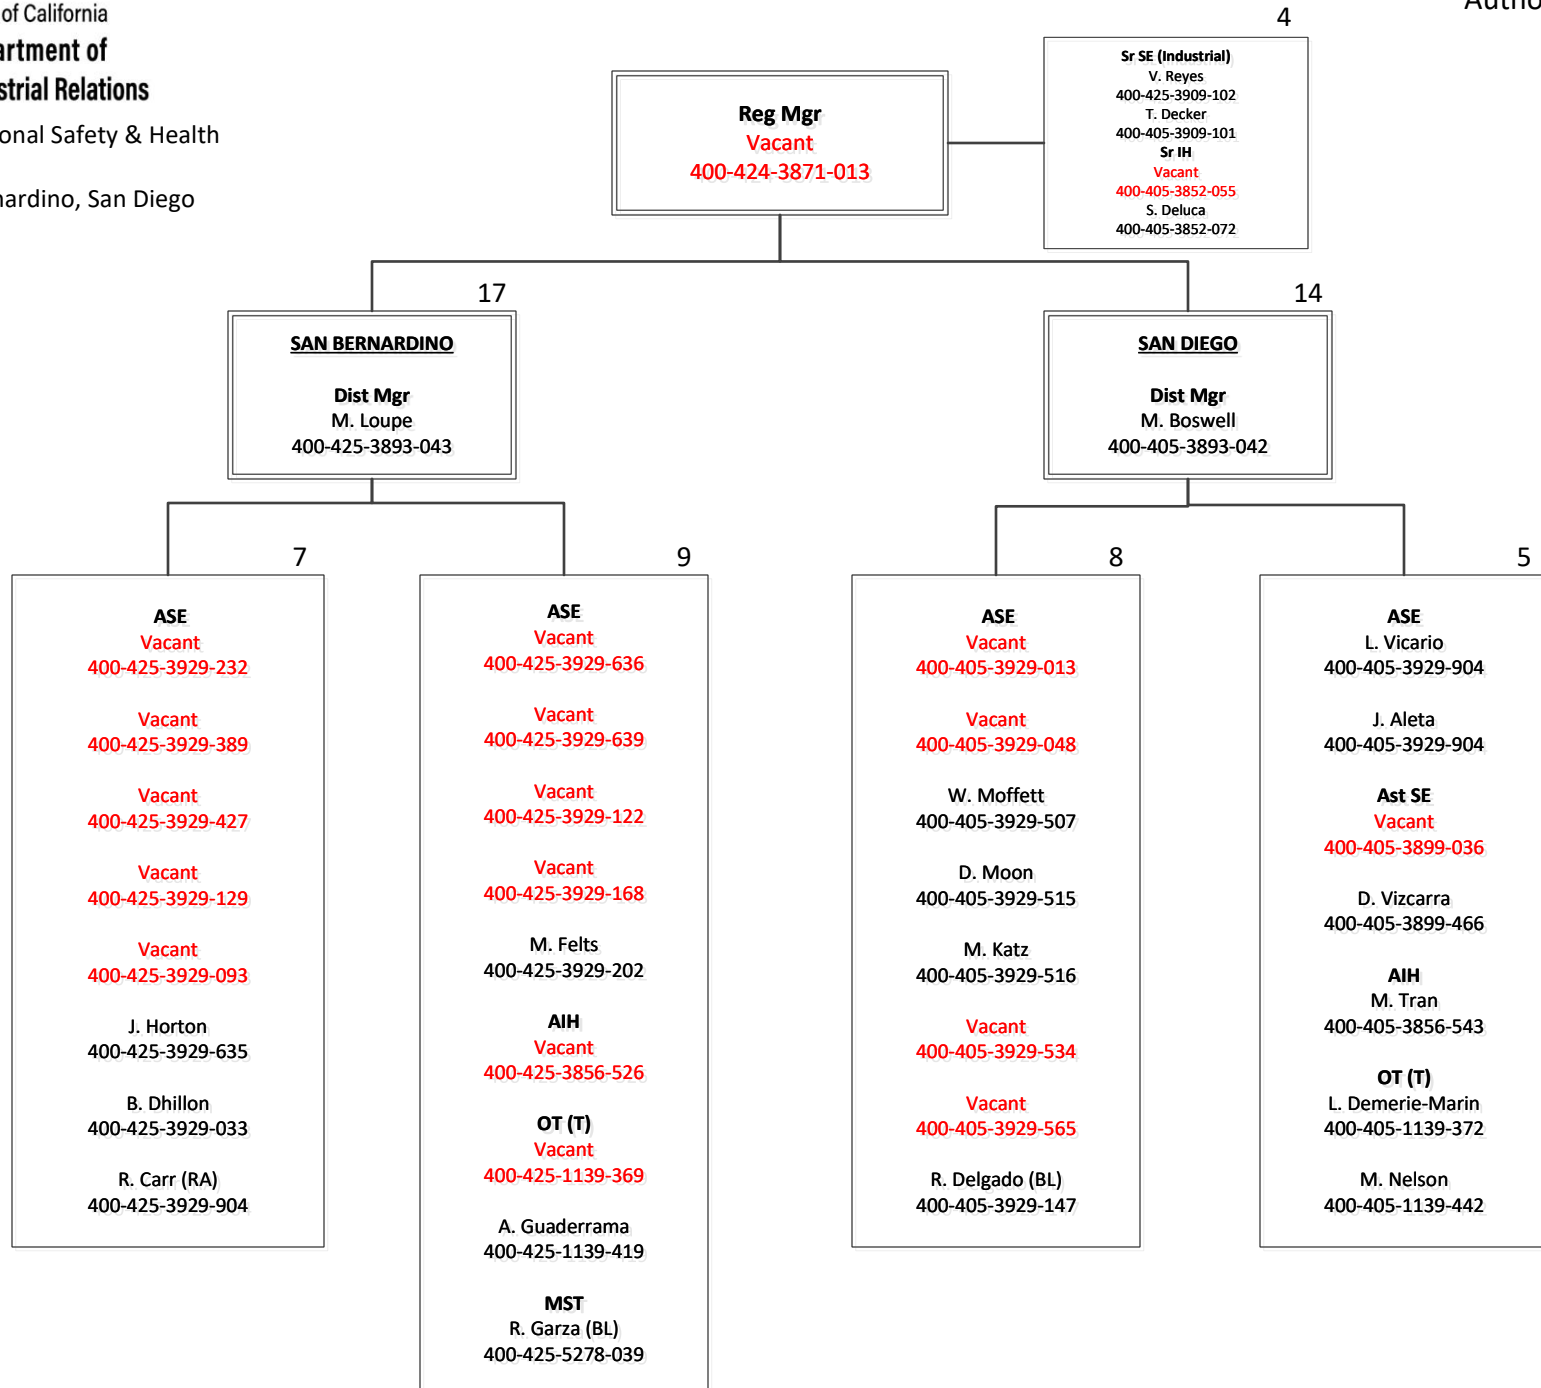 of California
artment of
strial Relations
onal Safety & Health
nardino, San Diego
Autho
4
Reg Mgr
Vacant
400-424-3871-013
Sr SE (Industrial)
V. Reyes
400-425-3909-102
T. Decker
400-405-3909-101
Sr IH
Vacant
400-405-3852-055
S. Deluca
400-405-3852-072
17
SAN BERNARDINO
Dist Mgr
M. Loupe
400-425-3893-043
14
SAN DIEGO
Dist Mgr
M. Boswell
400-405-3893-042
7
ASE
Vacant
400-425-3929-232
Vacant
400-425-3929-389
Vacant
400-425-3929-427
Vacant
400-425-3929-129
Vacant
400-425-3929-093
J. Horton
400-425-3929-635
B. Dhillon
400-425-3929-033
R. Carr (RA)
400-425-3929-904
9
ASE
Vacant
400-425-3929-636
Vacant
400-425-3929-639
Vacant
400-425-3929-122
Vacant
400-425-3929-168
M. Felts
400-425-3929-202
AIH
Vacant
400-425-3856-526
OT (T)
Vacant
400-425-1139-369
A. Guaderrama
400-425-1139-419
MST
R. Garza (BL)
400-425-5278-039
8
ASE
Vacant
400-405-3929-013
Vacant
400-405-3929-048
W. Moffett
400-405-3929-507
D. Moon
400-405-3929-515
M. Katz
400-405-3929-516
Vacant
400-405-3929-534
Vacant
400-405-3929-565
R. Delgado (BL)
400-405-3929-147
5
ASE
L. Vicario
400-405-3929-904
J. Aleta
400-405-3929-904
Ast SE
Vacant
400-405-3899-036
D. Vizcarra
400-405-3899-466
AIH
M. Tran
400-405-3856-543
OT (T)
L. Demerie-Marin
400-405-1139-372
M. Nelson
400-405-1139-442